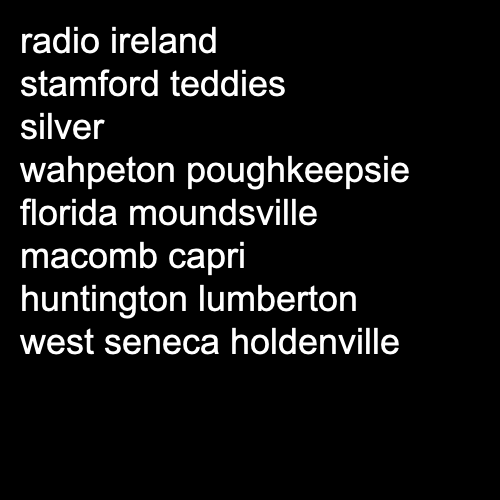 radio ireland
stamford teddies
silver
wahpeton poughkeepsie
florida moundsville
macomb capri
huntington lumberton
west seneca holdenville